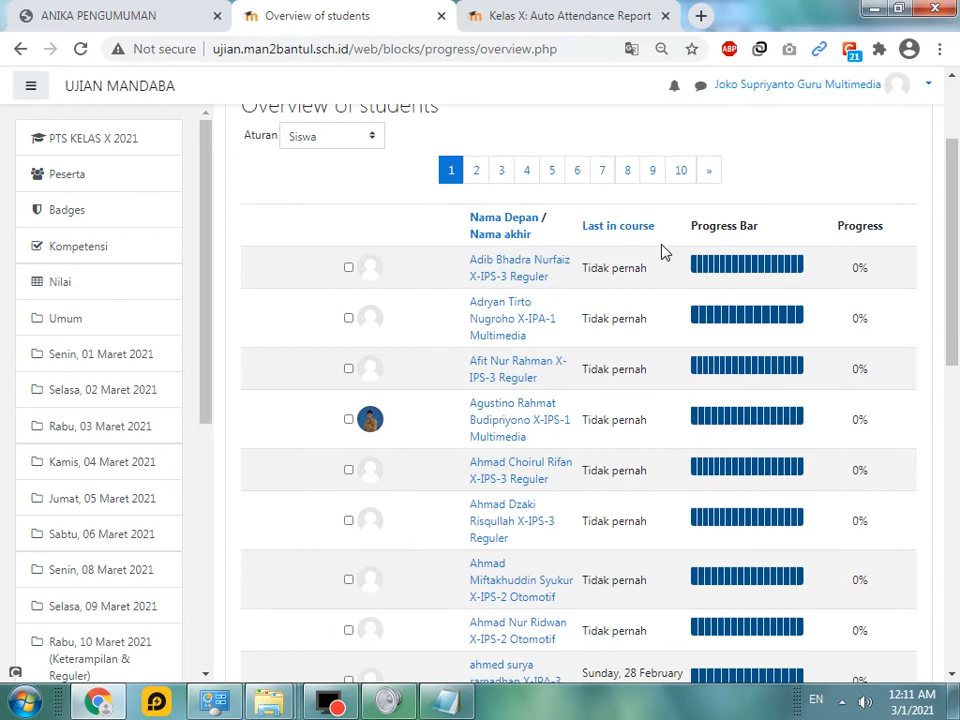 ANIKA PENGUMUMAN
Overview of students
Kelas X: Auto Attendance Report
Not secure
ujian.man2bantul.sch.id/web/blocks/progress/overview.php
ABP
21
UJIAN MANDABA
Joko Supriyanto Guru Multimedia
PTS KELAS X 2021
Peserta
Badges
Kompetensi
Nilai
Umum
Senin, 01 Maret 2021
Selasa, 02 Maret 2021
Rabu, 03 Maret 2021
Kamis, 04 Maret 2021
Jumat, 05 Maret 2021
Sabtu, 06 Maret 2021
Senin, 08 Maret 2021
Selasa, 09 Maret 2021
Rabu, 10 Maret 2021
(Keterampilan &
Reguler)
Overview of students
Aturan Siswa
1 2 3 4 5 6 7 8 9 10 »
Nama Depan /
Nama akhir
Last in course
Progress Bar
Progress
Adib Bhadra Nurfaiz
X-IPS-3 Reguler
Tidak pernah
0%
Adryan Tirto
Nugroho X-IPA-1
Multimedia
Tidak pernah
0%
Afit Nur Rahman X-
IPS-3 Reguler
Tidak pernah
0%
Agustino Rahmat
Budipriyono X-IPS-1
Multimedia
Tidak pernah
0%
Ahmad Choirul Rifan
X-IPS-3 Reguler
Tidak pernah
0%
Ahmad Dzaki
Risqullah X-IPS-3
Reguler
Tidak pernah
0%
Ahmad
Miftakhuddin Syukur
X-IPS-2 Otomotif
Tidak pernah
0%
Ahmad Nur Ridwan
X-IPS-2 Otomotif
Tidak pernah
0%
ahmed surya
ramadhan X-IPA-3
Sunday, 28 February
0%
EN
12:11 AM
3/1/2021